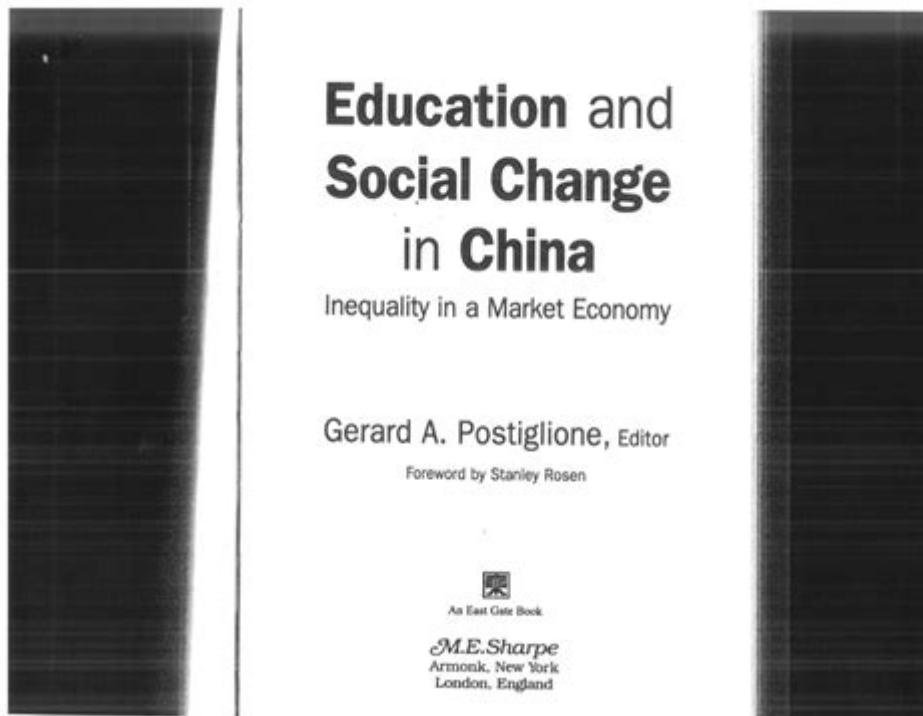 Education and
Social Change
in China
Inequality in a Market Economy
Gerard A. Postiglione, Editor
Foreword by Stanley Rosen
An East Gate Book
M.E.Sharpe
Armonk, New York
London, England